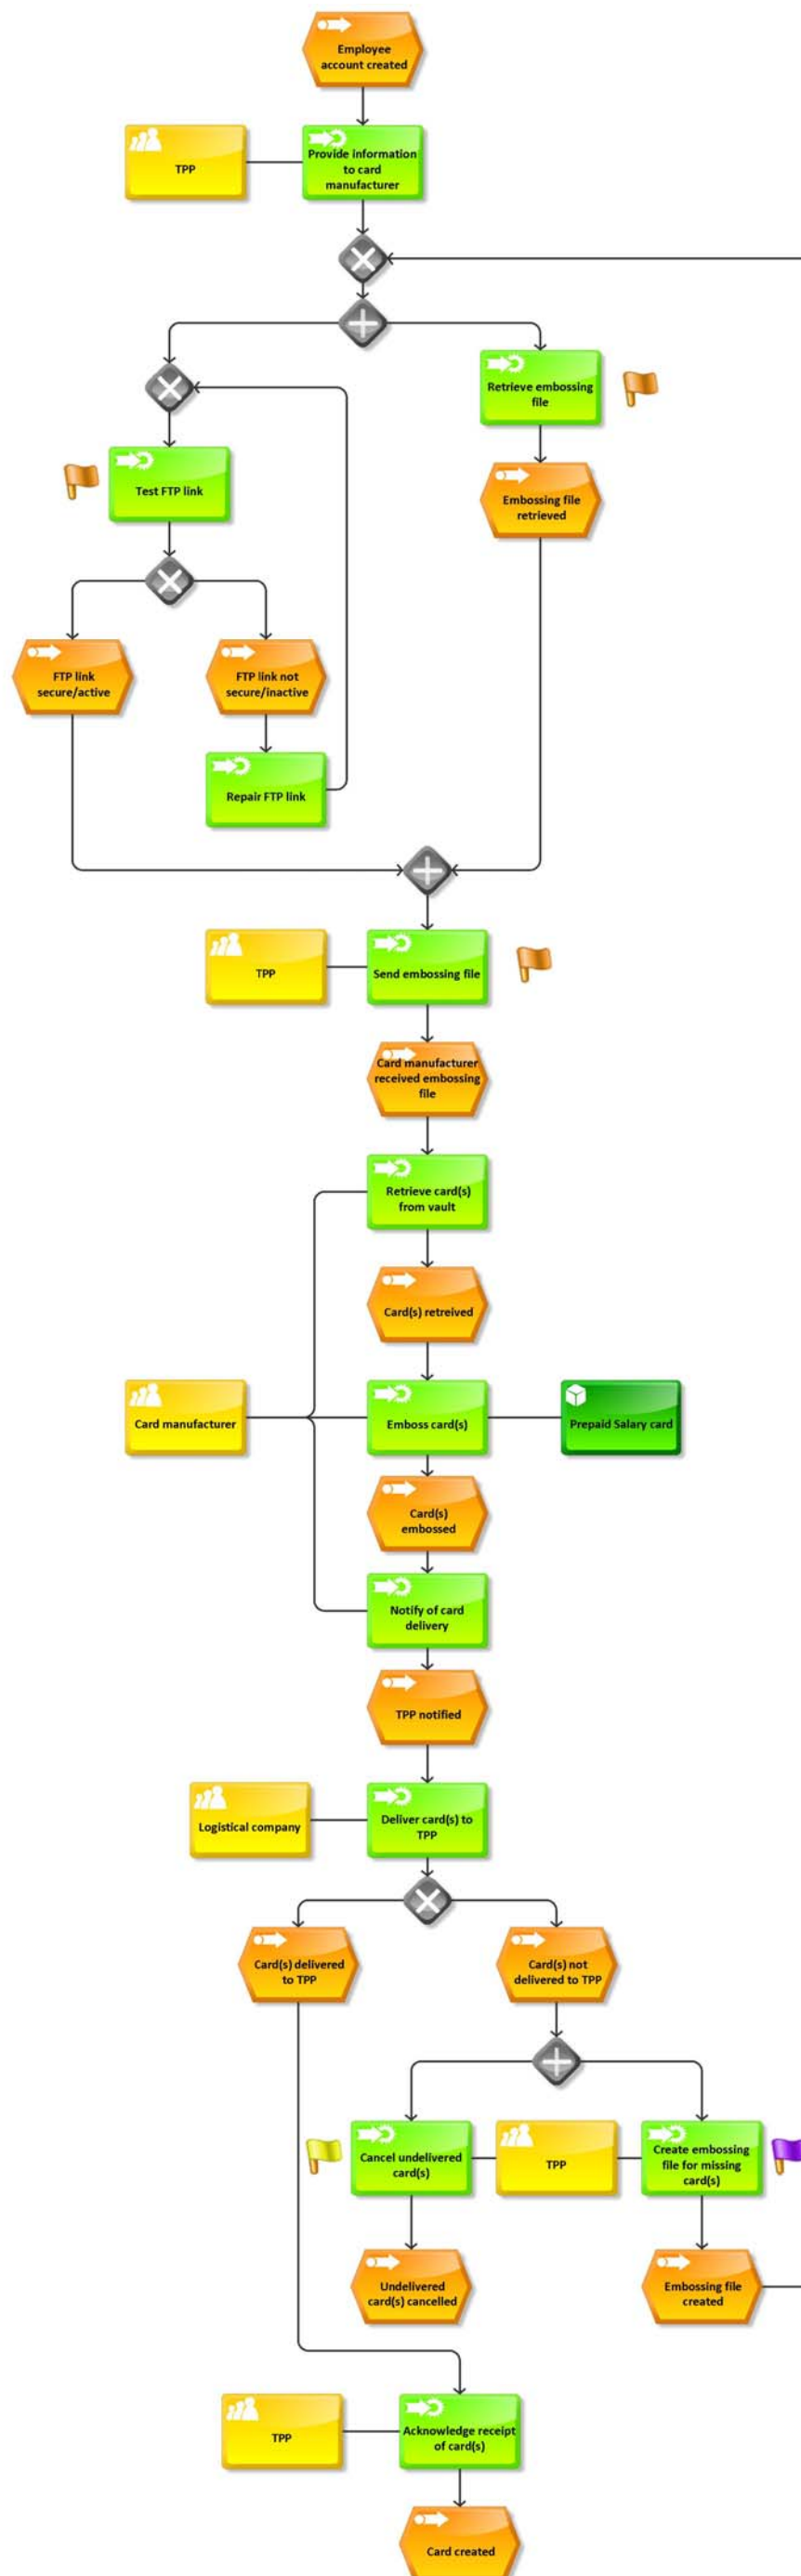 Employee
account created
TPP
Provide information
to card
manufacturer
Retrieve embossing
file
Test FTP link
Embossing file
retrieved
FTP link
secure/active
FTP link not
secure/inactive
Repair FTP link
TPP
Send embossing file
Card manufacturer
received embossing
file
Retrieve card(s)
from vault
Card(s) retreived
Card manufacturer
Emboss card(s)
Prepaid Salary card
Card(s)
embossed
Notify of card
delivery
TPP notified
Logistical company
Deliver card(s) to
TPP
Card(s) delivered
to TPP
Card(s) not
delivered to TPP
Cancel undelivered
card(s)
TPP
Create embossing
file for missing
card(s)
Undelivered
card(s) cancelled
Embossing file
created
TPP
Acknowledge receipt
of card(s)
Card created